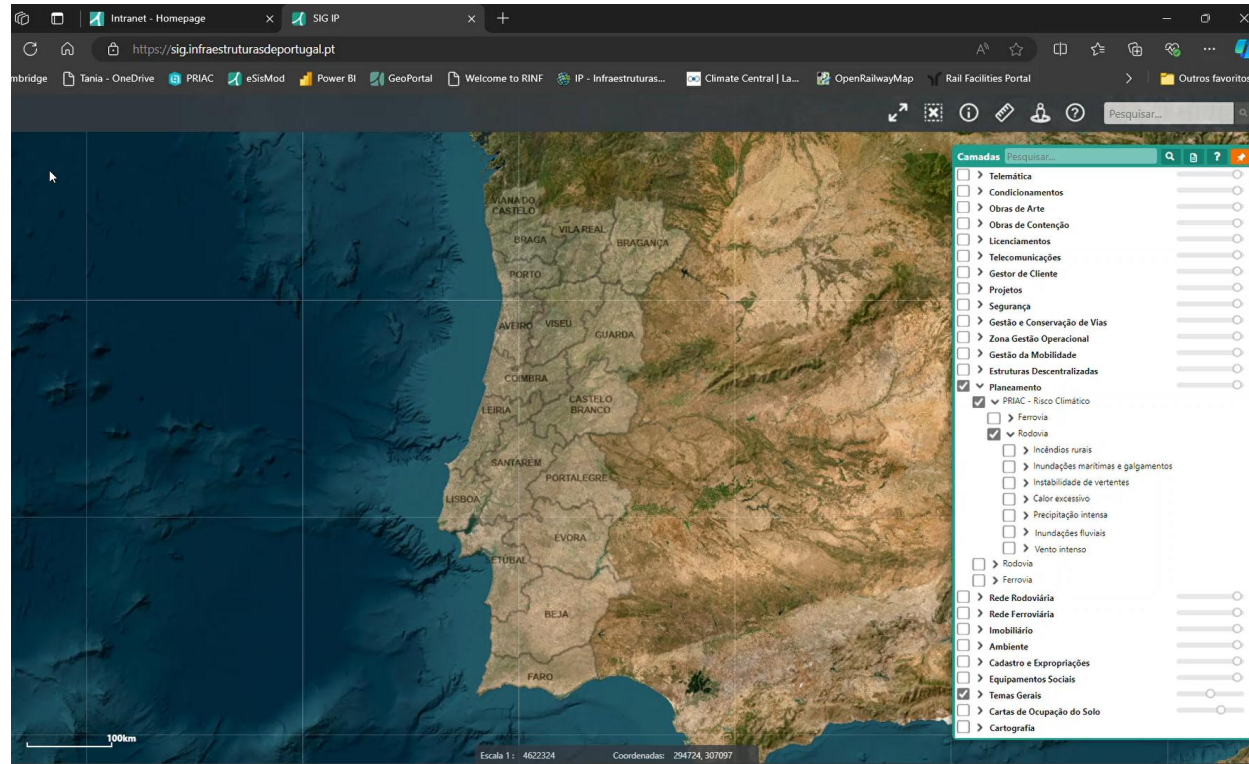 Intranet - Homepage
SIG IP
https://sig.infraestruturasdeportugal.pt
mbridge
Tania - OneDrive
PRIAC
eSisMod
Power BI
GeoPortal
Welcome to RINF
IP - Infraestruturas...
Climate Central | La...
OpenRailwayMap
Rail Facilities Portal
Outros favoritos
Pesquisar...
Camadas Pesquisar...
Telemática
Condicionamentos
Obras de Arte
Obras de Contenção
Licenciamentos
Telecomunicações
Gestor de Cliente
Projetos
Segurança
Gestão e Conservação de Vias
Zona Gestão Operacional
Gestão da Mobilidade
Estruturas Descentralizadas
Planeamento
PRIAC - Risco Climático
Ferrovia
Rodovia
Incêndios rurais
Inundações marítimas e galgamentos
Instabilidade de vertentes
Calor excessivo
Precipitação intensa
Inundações fluviais
Vento intenso
Rodovia
Ferrovia
Rede Rodoviária
Rede Ferroviária
Imobiliário
Ambiente
Cadastro e Expropriações
Equipamentos Sociais
Temas Gerais
Cartas de Ocupação do Solo
Cartografia
VIANA DO
CASTELO
BRAGA
VILA REAL
BRAGANÇA
PORTO
AVEIRO
VISEU
GUARDA
COIMBRA
CASTELO
BRANCO
LEIRIA
SANTAREM
PORTALEGRE
LISBOA
EVORA
SETÚBAL
BEJA
FARO
100km
Escala 1 : 4622324
Coordenadas: 294724, 307097